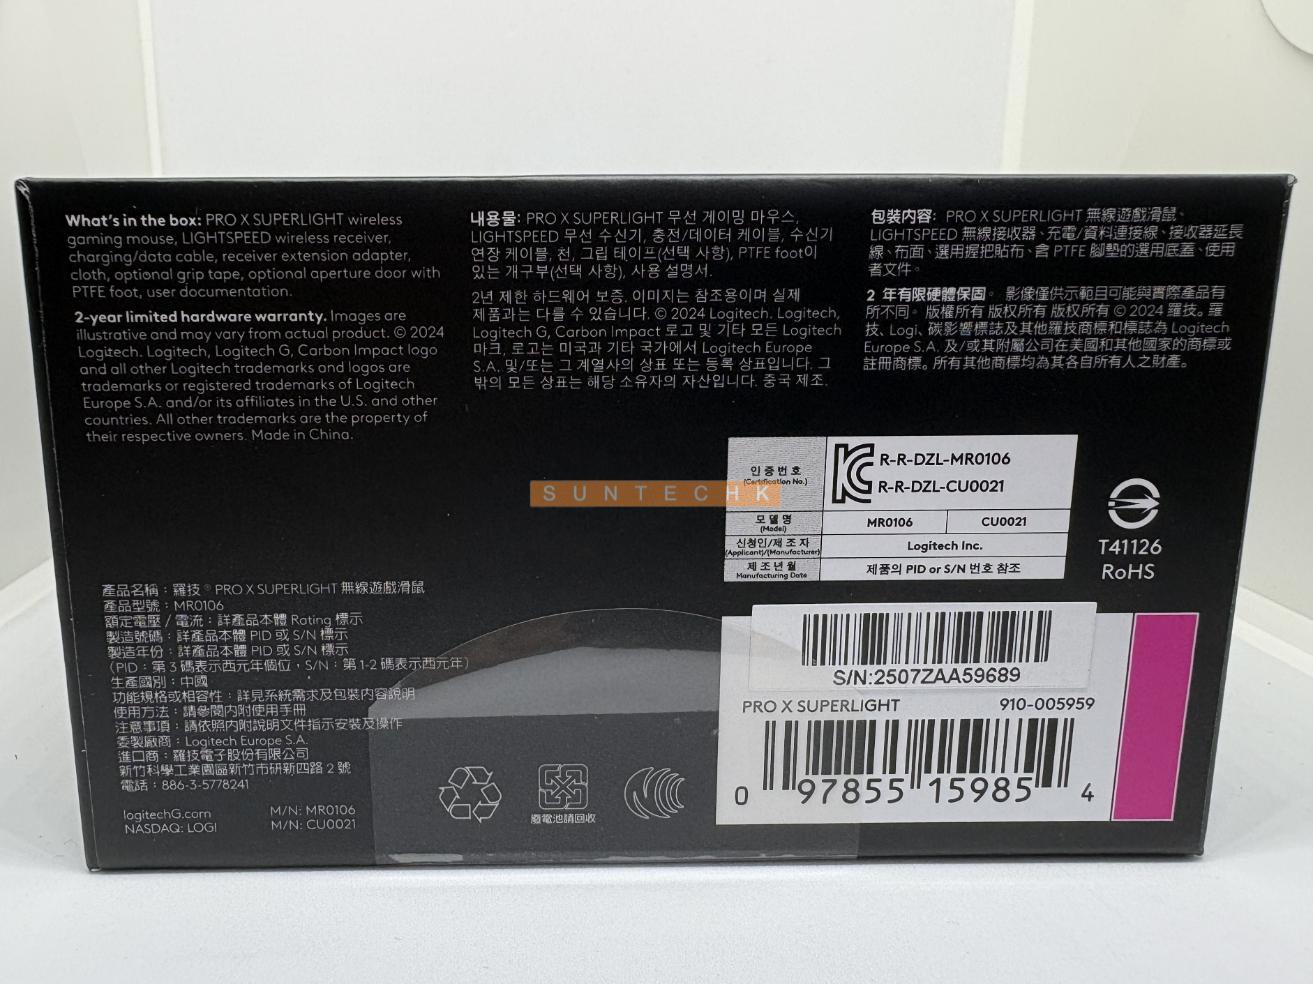 What's in the box: PRO X SUPERLIGHT wireless
gaming mouse, LIGHTSPEED wireless receiver,
charging/data cable, receiver extension adapter,
cloth, optional grip tape, optional aperture door with
PTFE foot, user documentation.
2-year limited hardware warranty. Images are
illustrative and may vary from actual product. © 2024
Logitech. Logitech, Logitech G, Carbon Impact logo
and all other Logitech trademarks and logos are
trademarks or registered trademarks of Logitech
Europe S.A. and/or its affiliates in the U.S. and other
countries. All other trademarks are the property of
their respective owners. Made in China.
내용물: PRO X SUPERLIGHT 무선 게이밍 마우스,
LIGHTSPEED 무선 수신기, 충전/데이터 케이블, 수신기
연장 케이블, 천, 그립 테이프(선택 사항), PTFE foot이
있는 개구부(선택 사항), 사용 설명서.
2년 제한 하드웨어 보증. 이미지는 참조용이며 실제
제품과는 다를 수 있습니다. © 2024 Logitech. Logitech,
Logitech G, Carbon Impact 로고 및 기타 모든 Logitech
마크, 로고는 미국과 기타 국가에서 Logitech Europe
S.A. 및/또는 그 계열사의 상표 또는 등록 상표입니다. 그
밖의 모든 상표는 해당 소유자의 자산입니다. 중국 제조.
包裝內容: PRO X SUPERLIGHT 無線遊戲滑鼠、
LIGHTSPEED 無線接收器、充電/資料連接線、接收器延長
線、布面、選用握把貼布、含 PTFE 腳墊的選用底蓋、使用
者文件。
2 年有限硬體保固。 影像僅供示範且可能與實際產品有
所不同。 版權所有 版權所有 版權所有 © 2024 羅技。羅
技、Logi、碳影響標誌及其他羅技商標和標誌為 Logitech
Europe S.A. 及/或其附屬公司在美國和其他國家的商標或
註冊商標。所有其他商標均為其各自所有人之財產。
인 증 번 호
(Certification No.)
R-R-DZL-MR0106
R-R-DZL-CU0021
모 델 명
(Model)
MR0106
CU0021
신청인/제 조 자
(Applicant)/(Manufacturer)
Logitech Inc.
제 조 년 월
Manufacturing Date
제품의 PID or S/N 번호 참조
T41126
RoHS
SUNTECHK
產品名稱：羅技® PRO X SUPERLIGHT 無線遊戲滑鼠
產品型號：MR0106
額定電壓 / 電流：詳產品本體 Rating 標示
製造號碼：詳產品本體 PID 或 S/N 標示
製造年份：詳產品本體 PID 或 S/N 標示
(PID：第 3 碼表示西元年個位，S/N：第 1-2 碼表示西元年)
生產國別：中國
功能規格或相容性：詳見系統需求及包裝內容說明
使用方法：請參閱內附使用手冊
注意事項：請依照內附說明文件指示安裝及操作
委製廠商：Logitech Europe S.A.
進口商：羅技電子股份有限公司
新竹科學工業園區新竹市研新四路 2 號
電話：886-3-5778241
logitechG.com
NASDAQ: LOGI
M/N: MR0106
M/N: CU0021
廢電池請回收
S/N:2507ZAA59689
PRO X SUPERLIGHT 910-005959
0 97855 15985 4